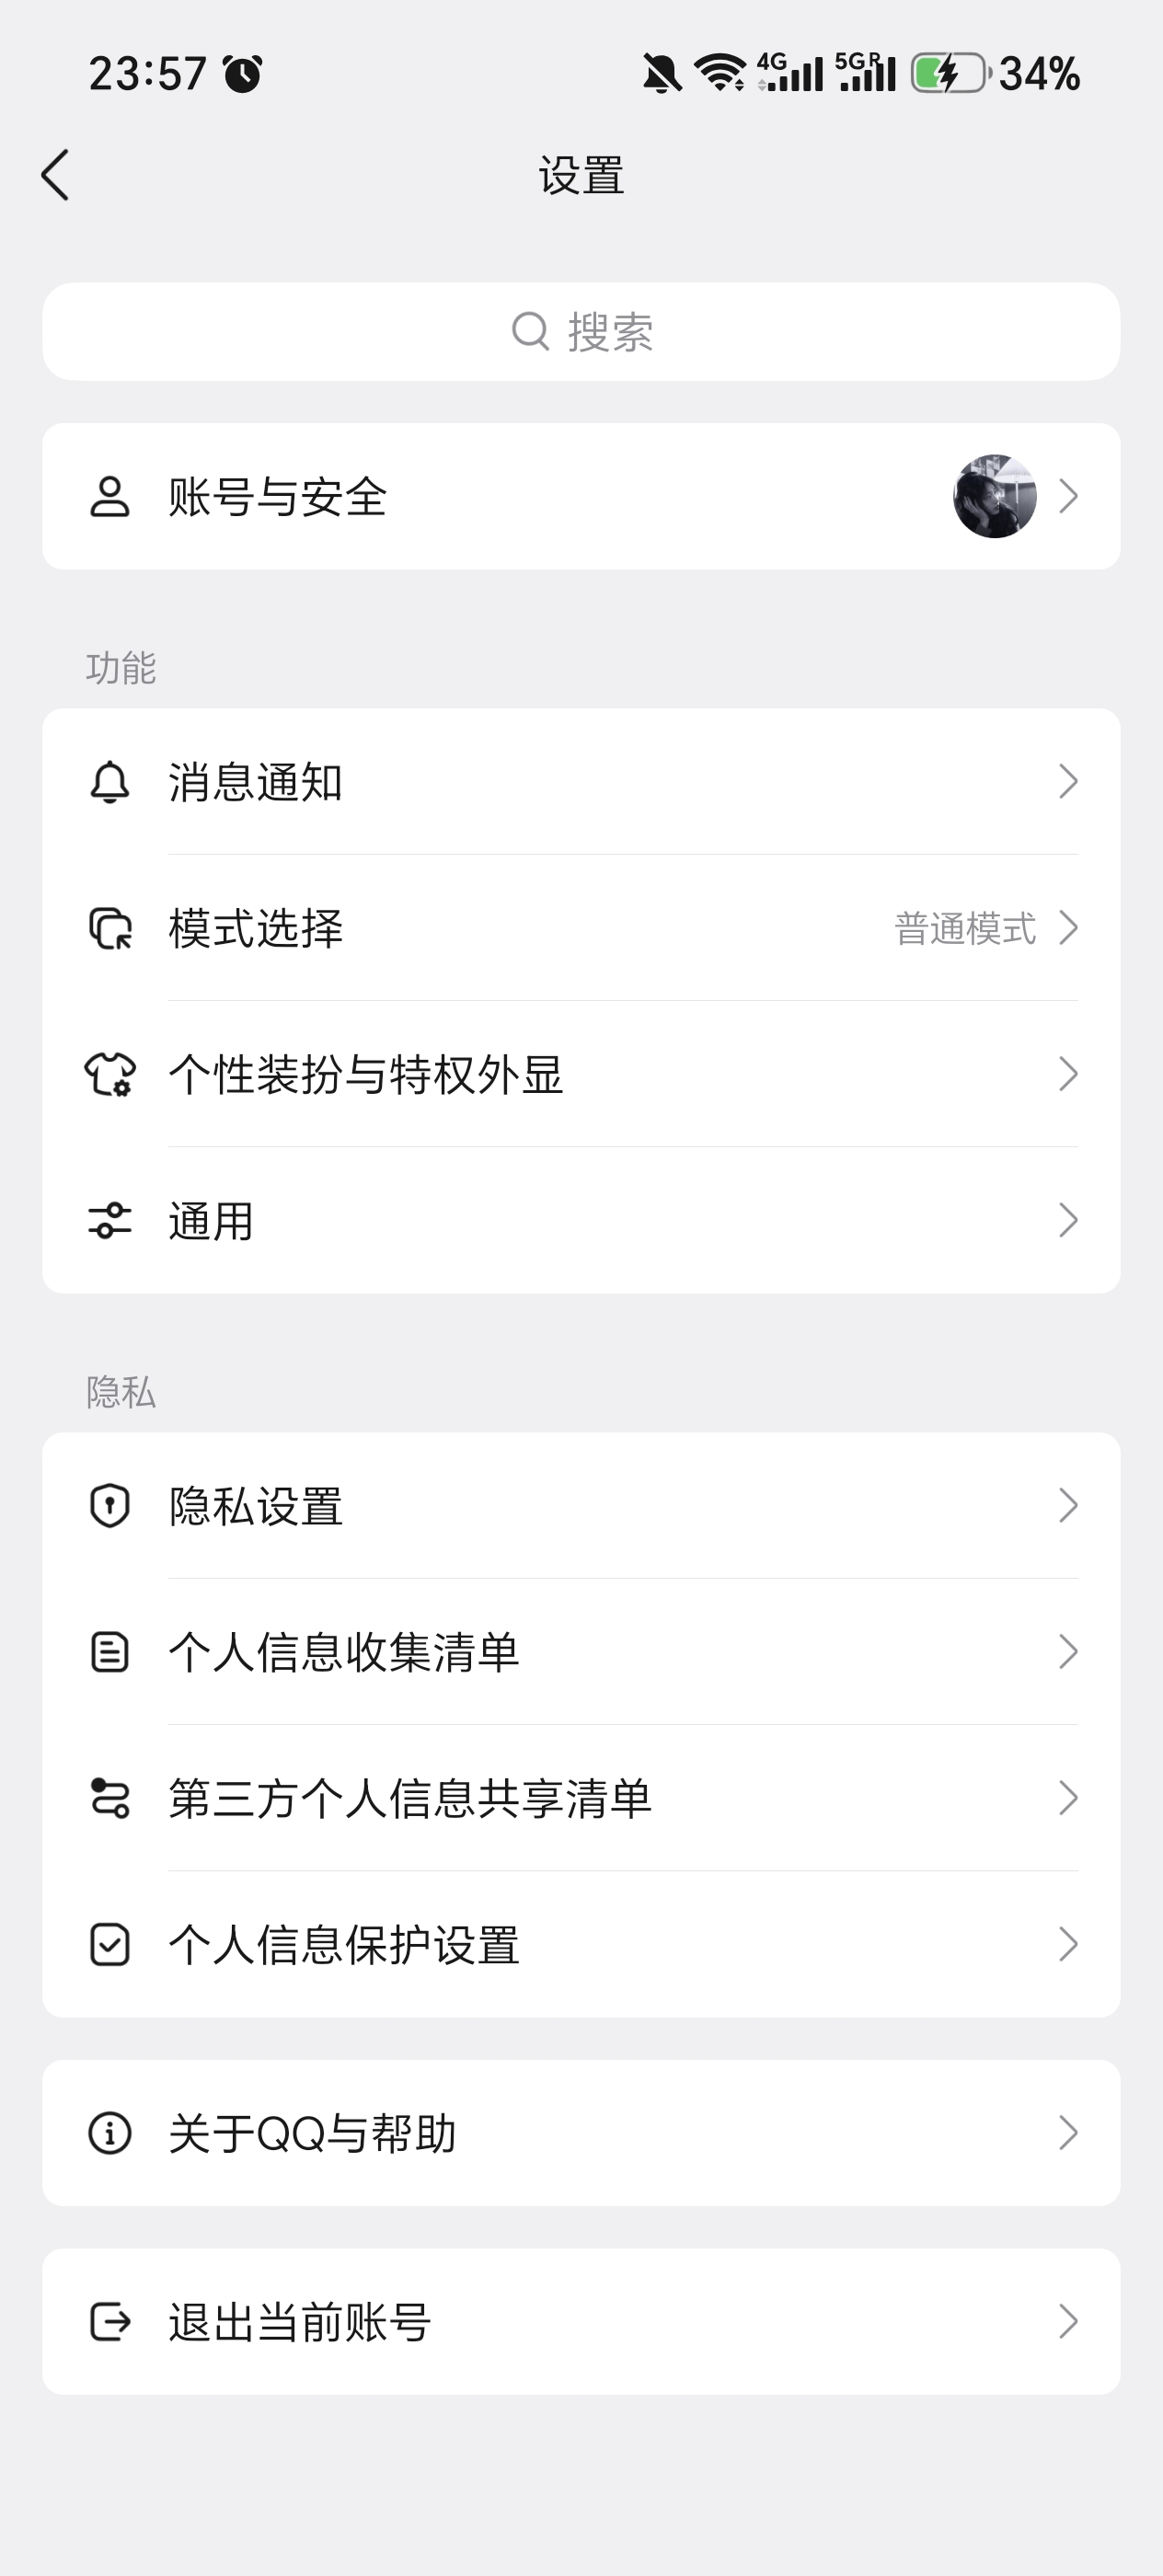 23:57
4G
5G R
34%
设置
搜索
账号与安全
功能
消息通知
模式选择
普通模式
个性装扮与特权外显
通用
隐私
隐私设置
个人信息收集清单
第三方个人信息共享清单
个人信息保护设置
关于QQ与帮助
退出当前账号